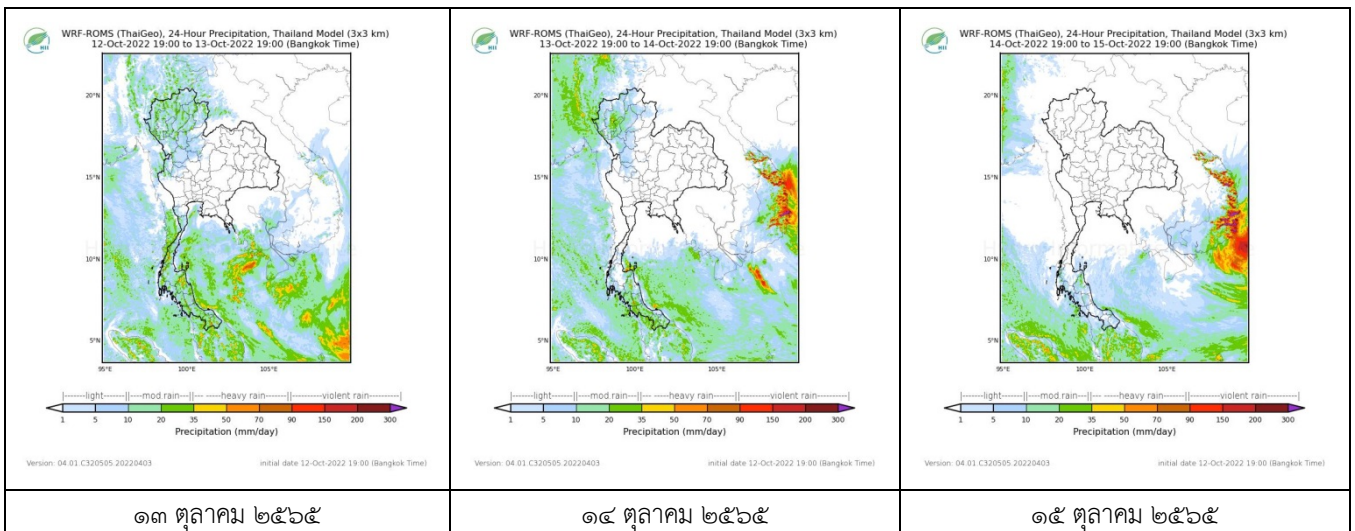 HII
WRF-ROMS (ThaiGeo), 24-Hour Precipitation, Thailand Model (3x3 km)
12-Oct-2022 19:00 to 13-Oct-2022 19:00 (Bangkok Time)
20°N
15°N
10°N
5°N
95°E 100°E 105°E
|------light------||----mod rain----||--- ------heavy rain------||------violent rain------|
1 5 10 20 35 50 70 90 150 200 300
Precipitation (mm/day)
Version: 04.01.C320505.20220403 initial date 12-Oct-2022 19:00 (Bangkok Time)
๑๓ ตุลาคม ๒๕๖๕
HII
WRF-ROMS (ThaiGeo), 24-Hour Precipitation, Thailand Model (3x3 km)
13-Oct-2022 19:00 to 14-Oct-2022 19:00 (Bangkok Time)
20°N
15°N
10°N
5°N
95°E 100°E 105°E
|------light------||----mod rain----||--- ------heavy rain------||------violent rain------|
1 5 10 20 35 50 70 90 150 200 300
Precipitation (mm/day)
Version: 04.01.C320505.20220403 initial date 12-Oct-2022 19:00 (Bangkok Time)
๑๔ ตุลาคม ๒๕๖๕
HII
WRF-ROMS (ThaiGeo), 24-Hour Precipitation, Thailand Model (3x3 km)
14-Oct-2022 19:00 to 15-Oct-2022 19:00 (Bangkok Time)
20°N
15°N
10°N
5°N
95°E 100°E 105°E
|------light------||----mod rain----||--- ------heavy rain------||------violent rain------|
1 5 10 20 35 50 70 90 150 200 300
Precipitation (mm/day)
Version: 04.01.C320505.20220403 initial date 12-Oct-2022 19:00 (Bangkok Time)
๑๕ ตุลาคม ๒๕๖๕